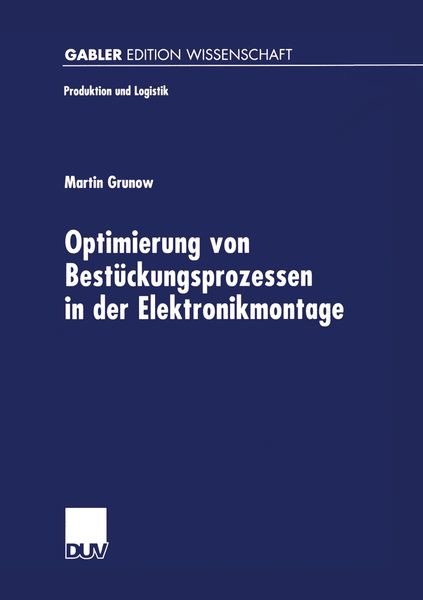 GABLER EDITION WISSENSCHAFT
Produktion und Logistik
Martin Grunow
Optimierung von
Bestückungsprozessen
in der Elektronikmontage
DUV